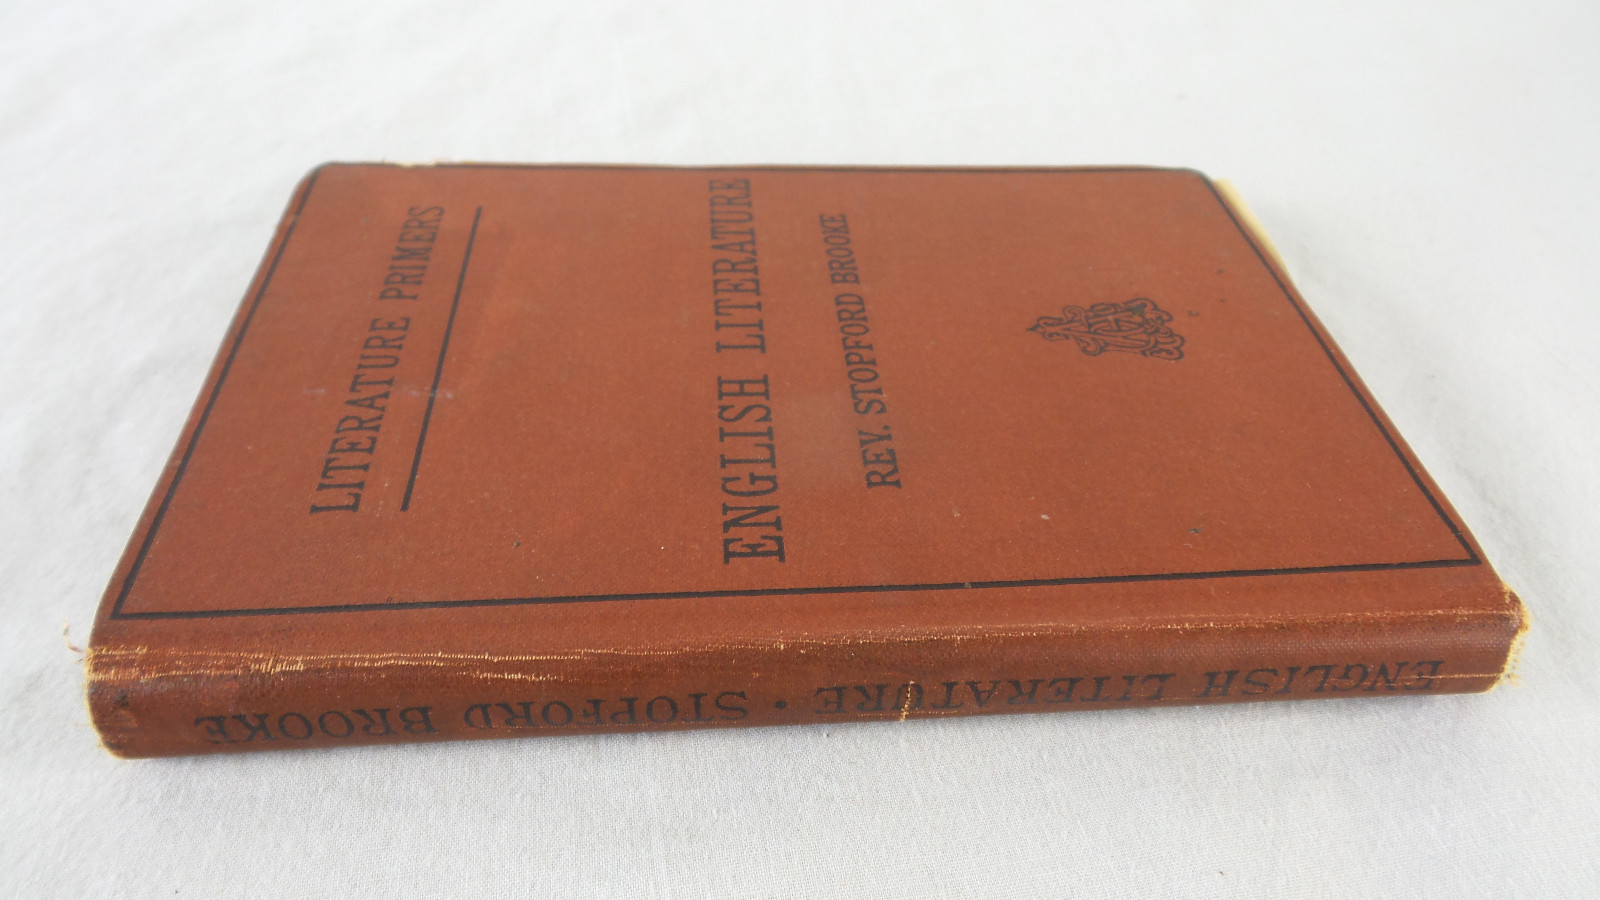 LITERATURE PRIMERS
ENGLISH LITERATURE
REV. STOPFORD BROOKE
ENGLISH LITERATURE • STOPFORD BROOKE